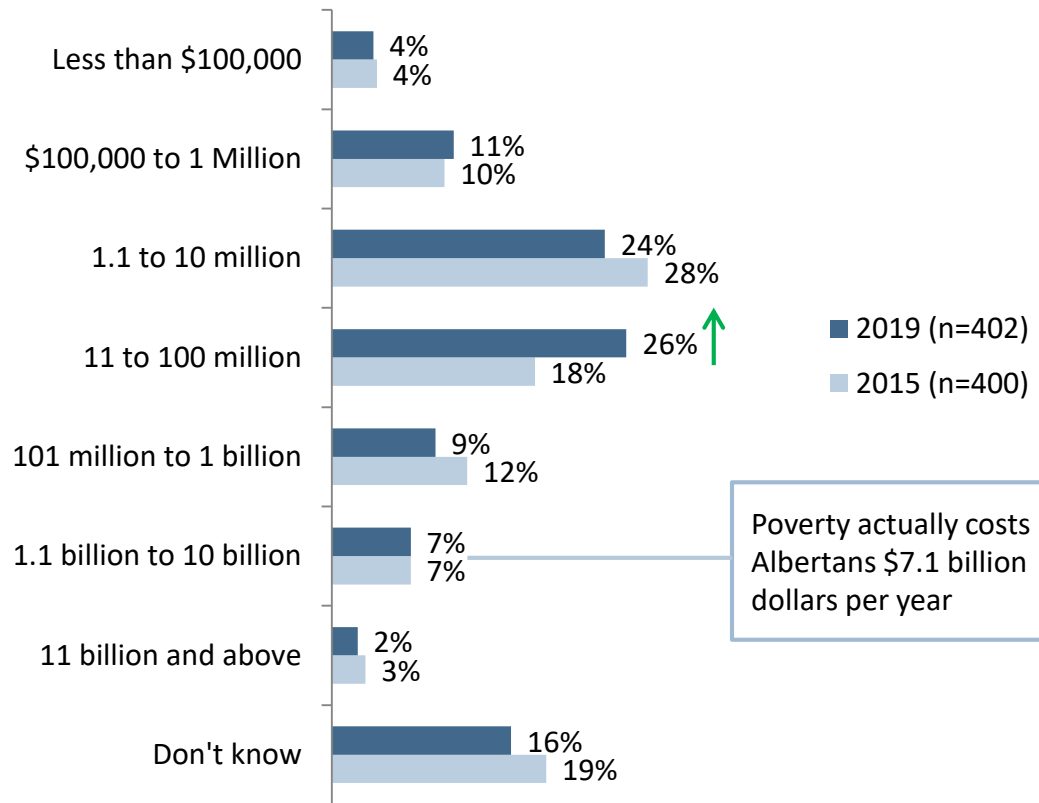 Less than $100,000
4%
4%
$100,000 to 1 Million
11%
10%
1.1 to 10 million
24%
28%
11 to 100 million
26%
18%
2019 (n=402)
2015 (n=400)
101 million to 1 billion
9%
12%
1.1 billion to 10 billion
7%
7%
Poverty actually costs
Albertans $7.1 billion
dollars per year
11 billion and above
2%
3%
Don't know
16%
19%